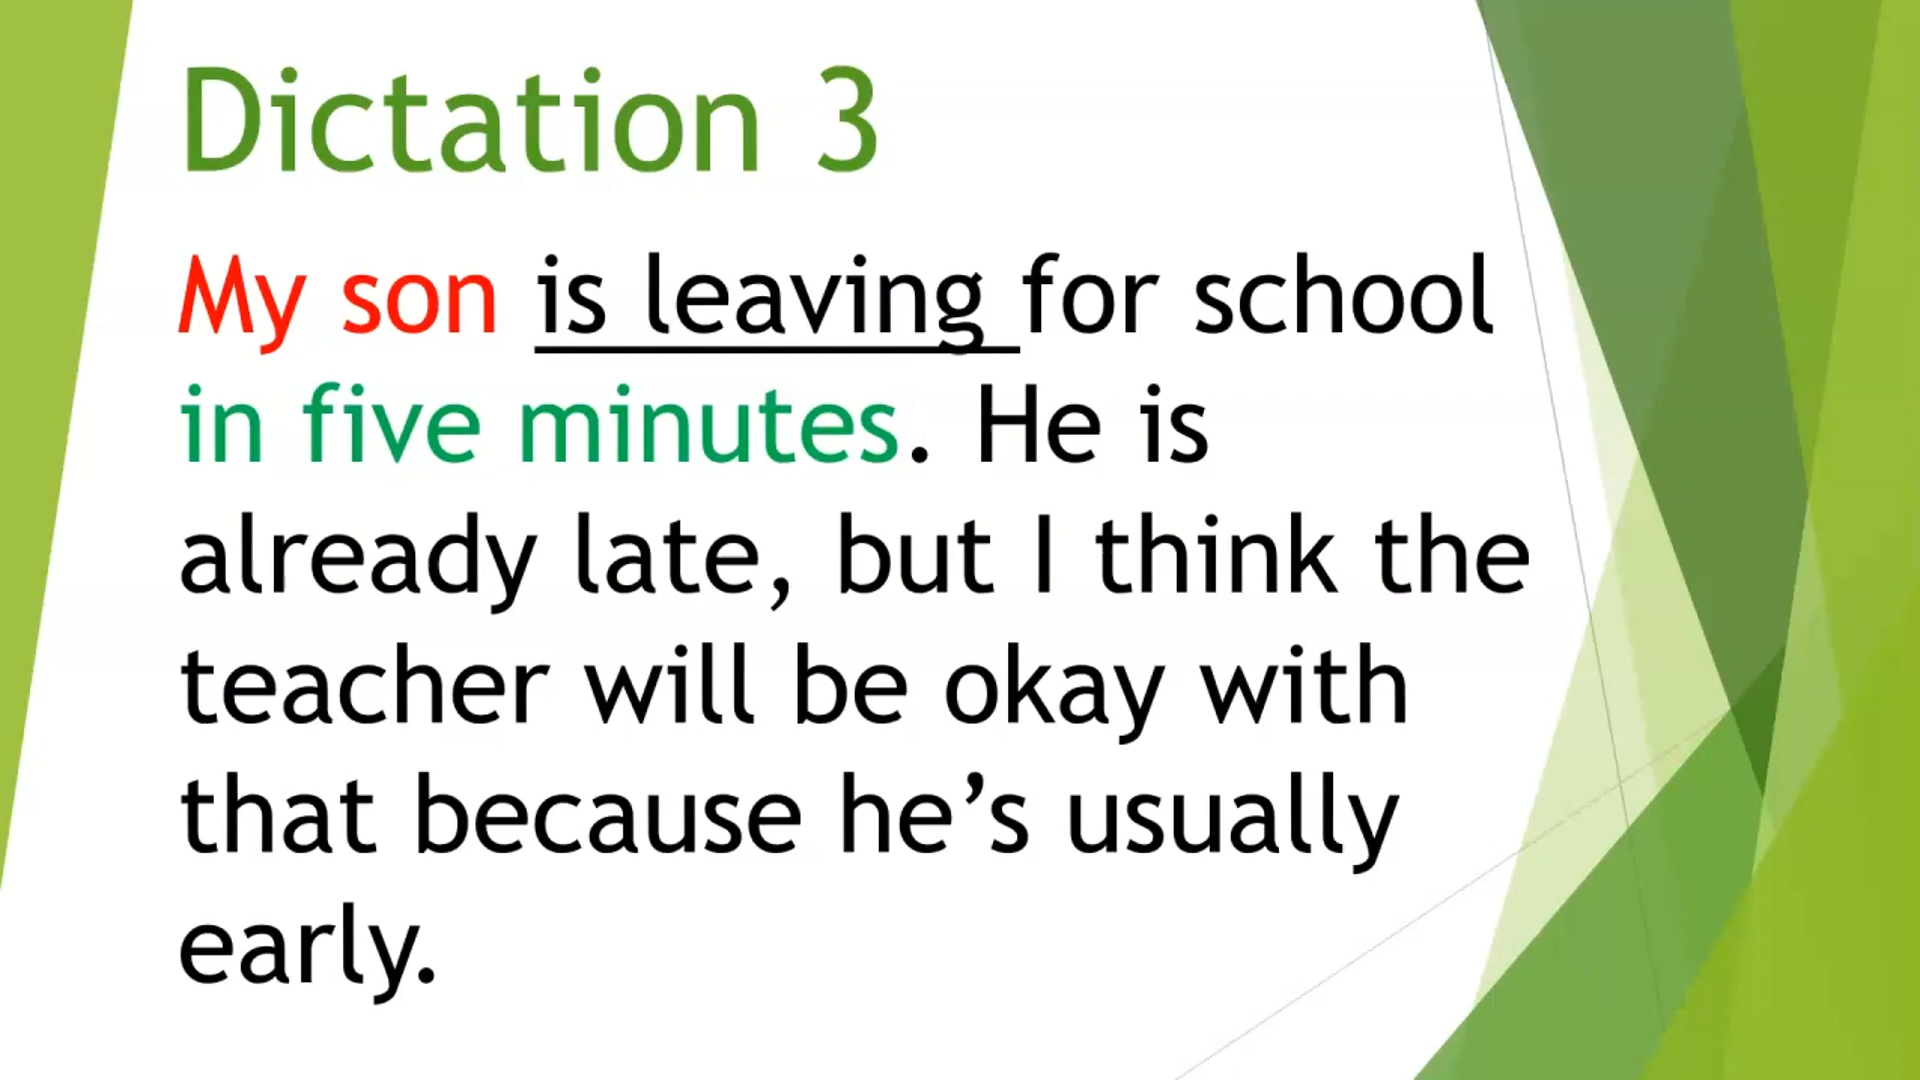 Dictation 3
My son is leaving for school
in five minutes. He is
already late, but I think the
teacher will be okay with
that because he’s usually
early.